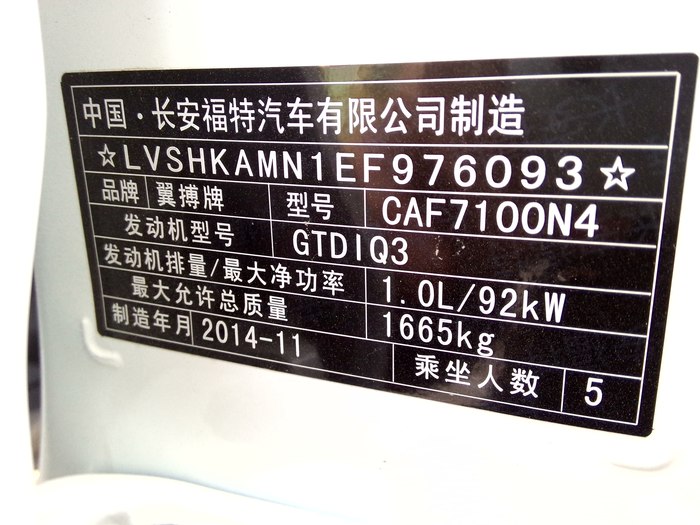 中国·长安福特汽车有限公司制造
☆LVSHKAMN1EF976093☆
品牌 翼搏牌 型号 CAF7100N4
发动机型号 GTDIQ3
发动机排量/最大净功率 1.0L/92kW
最大允许总质量 1665kg
制造年月 2014-11 乘坐人数 5